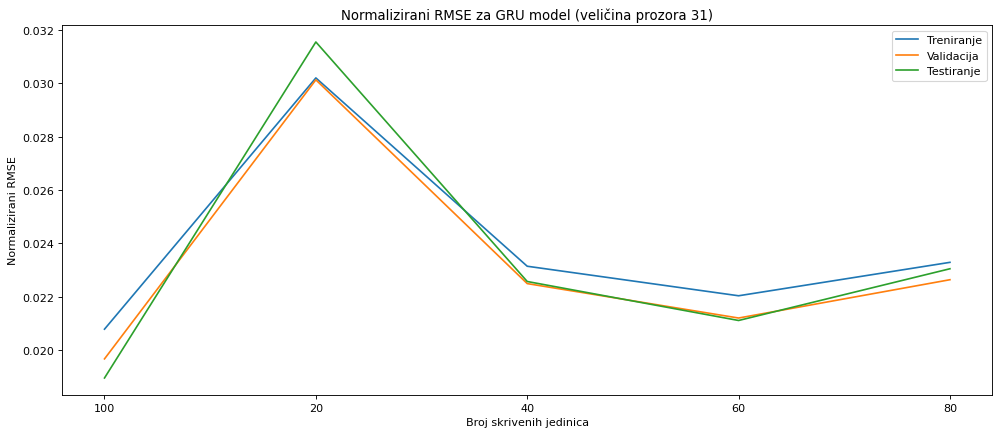 Normalizirani RMSE za GRU model (veličina prozora 31)
Treniranje
Validacija
Testiranje
Normalizirani RMSE
0.032
0.030
0.028
0.026
0.024
0.022
0.020
100 20 40 60 80
Broj skrivenih jedinica